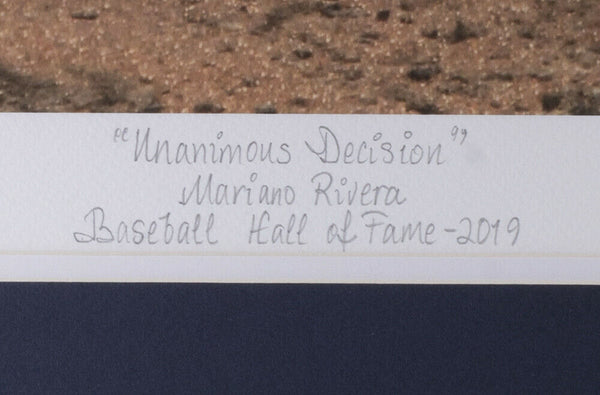 "Unanimous Decision"
Mariano Rivera
Baseball Hall of Fame - 2019